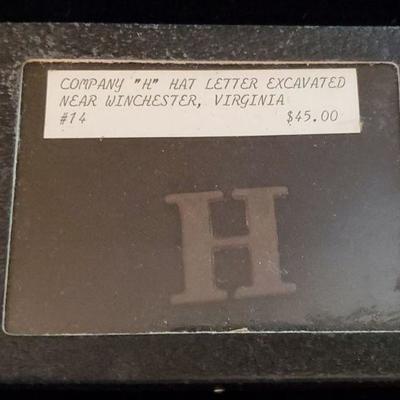 COMPANY "H" HAT LETTER EXCAVATED
NEAR WINCHESTER, VIRGINIA
#14 $45.00
H